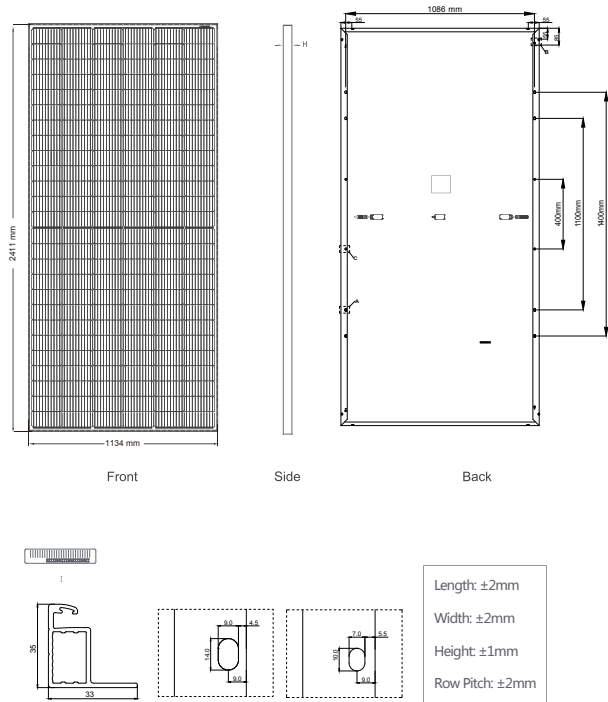 1086 mm
55
55
H
2411 mm
400mm
1100mm
1400mm
C
A
1134 mm
Front
Side
Back
I
35
33
9.0
4.5
14.0
9.0
7.0
5.5
10.0
9.0
Length: ±2mm
Width: ±2mm
Height: ±1mm
Row Pitch: ±2mm